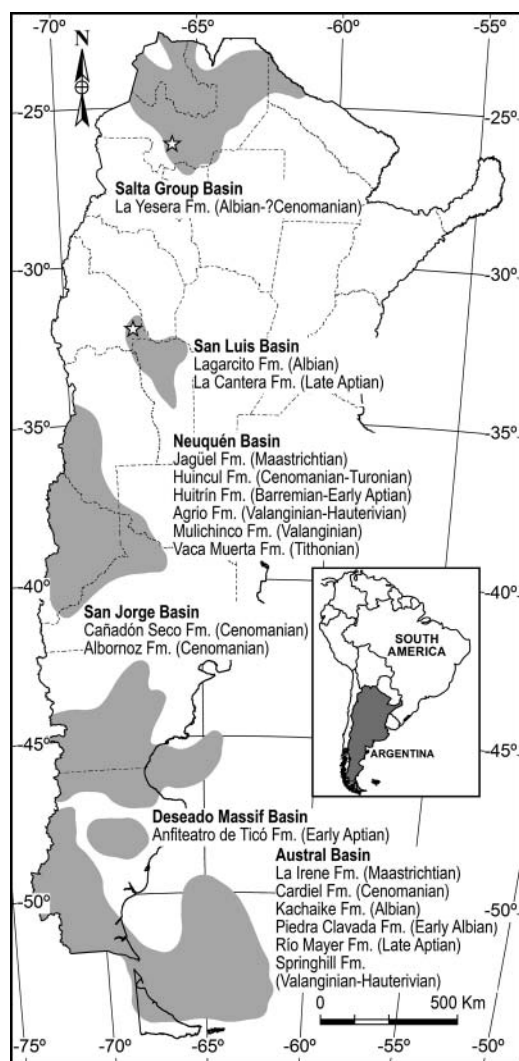 -70º
-65º
-60º
-55º
N
-25º
-25º
Salta Group Basin
La Yesera Fm. (Albian-?Cenomanian)
-30º
-30º
San Luis Basin
Lagarcito Fm. (Albian)
La Cantera Fm. (Late Aptian)
-35º
-35º
Neuquén Basin
Jagüel Fm. (Maastrichtian)
Huincul Fm. (Cenomanian-Turonian)
Huitrín Fm. (Barremian-Early Aptian)
Agrio Fm. (Valanginian-Hauterivian)
Mulichinco Fm. (Valanginian)
Vaca Muerta Fm. (Tithonian)
-40º
-40º
San Jorge Basin
Cañadón Seco Fm. (Cenomanian)
Albornoz Fm. (Cenomanian)
SOUTH
AMERICA
ARGENTINA
-45º
-45º
Deseado Massif Basin
Anfiteatro de Ticó Fm. (Early Aptian)
Austral Basin
La Irene Fm. (Maastrichtian)
Cardiel Fm. (Cenomanian)
Kachaike Fm. (Albian)
Piedra Clavada Fm. (Early Albian)
Río Mayer Fm. (Late Aptian)
Springhill Fm.
(Valanginian-Hauterivian)
-50º
-50º
0 500 Km
-75º
-70º
-65º
-60º
-55º